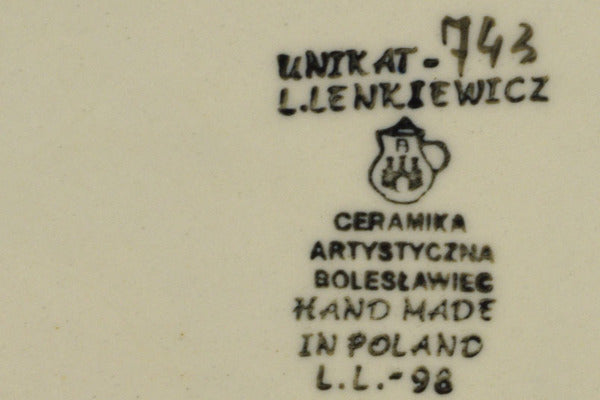 UNIKAT - 743
L.LENKIEWICZ
B
CERAMIKA
ARTYSTYCZNA
BOLESŁAWIEC
HAND MADE
IN POLAND
L.L.-98